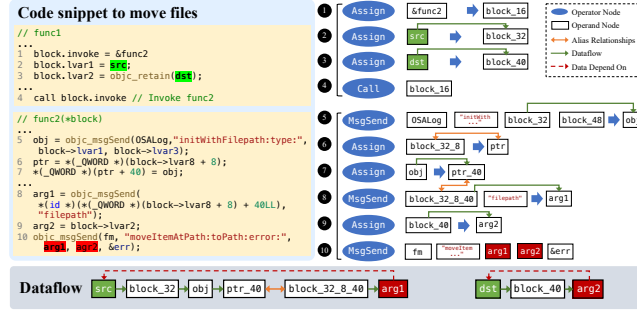 Code snippet to move files
// func1
...
1 block.invoke = &func2
2 block.lvar1 = src;
3 block.lvar2 = objc_retain(dst);
...
4 call block.invoke // Invoke func2
// func2(*block)
...
5 obj = objc_msgSend(OSALog,"initWithFilepath:type:",
block->lvar1, block->lvar3);
6 ptr = *(_QWORD *)(block->lvar8 + 8);
7 *(_QWORD *)(ptr + 40) = obj;
...
8 arg1 = objc_msgSend(
*(id *)(*(_QWORD *)(block->lvar8 + 8) + 40LL),
"filepath");
9 arg2 = block->lvar2;
10 objc_msgSend(fm, "moveItemAtPath:toPath:error:",
arg1, agr2, &err);
1 Assign &func2 block_16
2 Assign src block_32
3 Assign dst block_40
4 Call block_16
5 MsgSend OSALog "initWith ..." block_32 block_48 obj
6 Assign block_32_8 ptr
7 Assign obj ptr_40
8 MsgSend block_32_8_40 "filepath" arg1
9 Assign block_40 arg2
10 MsgSend fm "moveItem ..." arg1 arg2 &err
Operator Node
Operand Node
Alias Relationships
Dataflow
Data Depend On
Dataflow src block_32 obj ptr_40 block_32_8_40 arg1 dst block_40 arg2